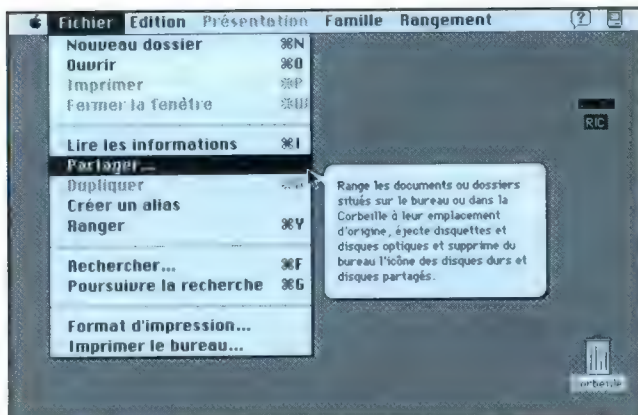 Fichier Edition Présentation Famille Rangement
Nouveau dossier ⌘N
Ouvrir ⌘O
Imprimer ⌘P
Fermer la fenêtre ⌘W
Lire les informations ⌘I
Partager...
Dupliquer
Créer un alias
Ranger ⌘Y
Rechercher... ⌘F
Poursuivre la recherche ⌘G
Format d'impression...
Imprimer le bureau...
RIC
Range les documents ou dossiers
situés sur le bureau ou dans la
Corbeille à leur emplacement
d'origine, éjecte disquettes et
disques optiques et supprime du
bureau l'icône des disques durs et
disques partagés.
Corbeille